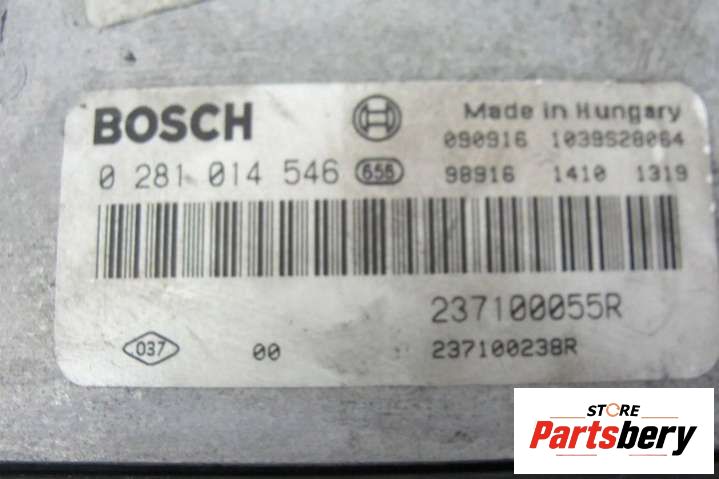 BOSCH
Made in Hungary
090916 1039S28064
0 281 014 546 658 98916 1410 1319
237100055R
037 00 237100238R
STORE
Partsbery